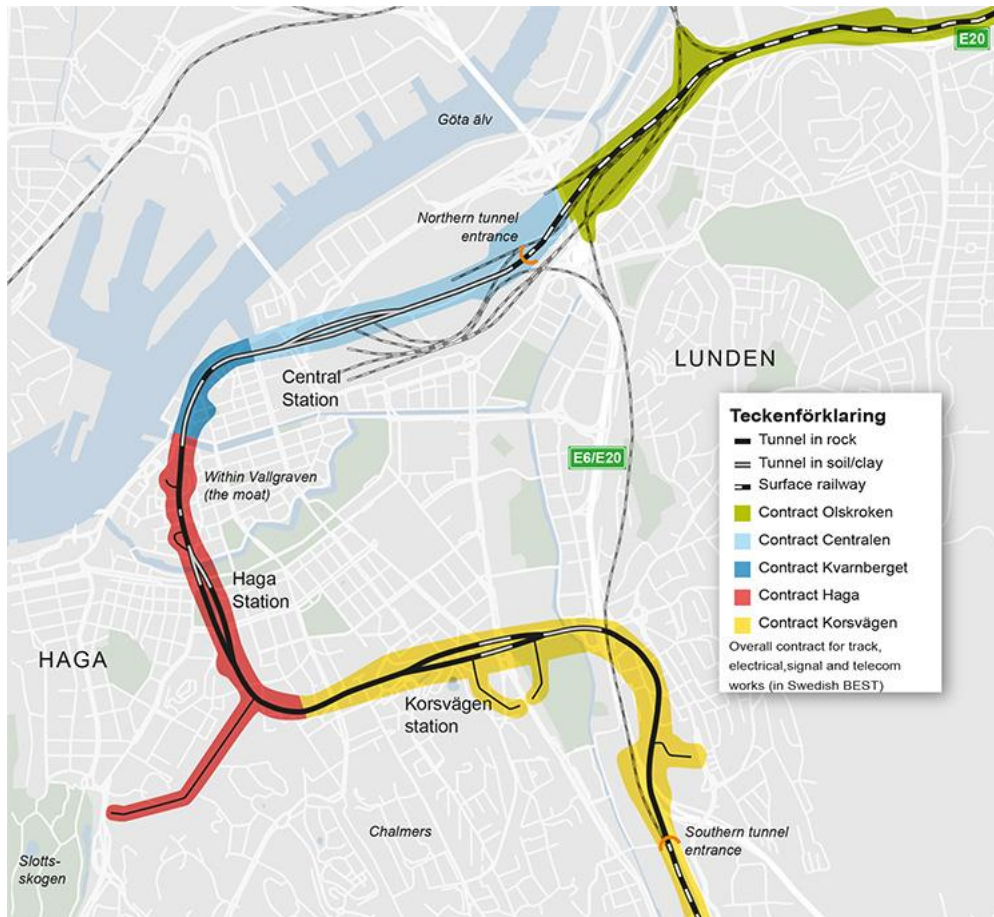 E20
Göta älv
Northern tunnel
entrance
LUNDEN
Central
Station
Teckenförklaring
Tunnel in rock
Tunnel in soil/clay
Surface railway
Contract Olskroken
Contract Centralen
Contract Kvarnberget
Contract Haga
Contract Korsvägen
Overall contract for track,
electrical,signal and telecom
works (in Swedish BEST)
E6/E20
Within Vallgraven
(the moat)
Haga
Station
HAGA
Korsvägen
station
Chalmers
Southern tunnel
entrance
Slotts-
skogen